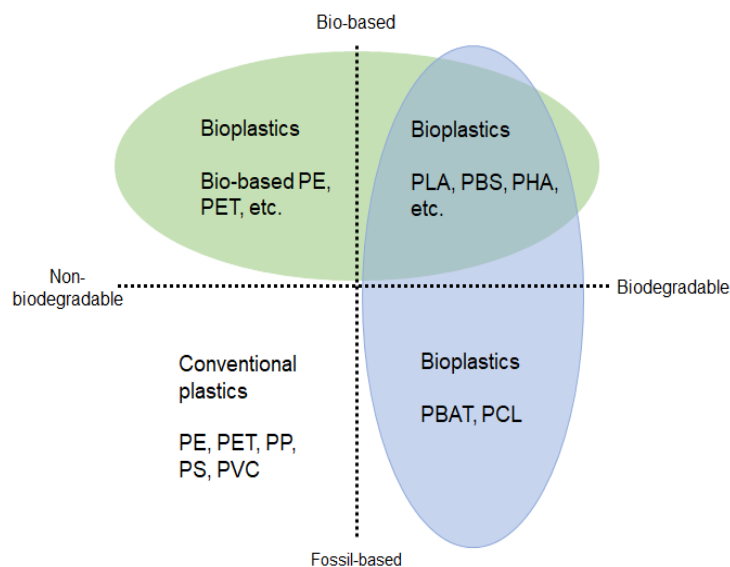 Bio-based
Bioplastics
Bio-based PE,
PET, etc.
Bioplastics
PLA, PBS, PHA,
etc.
Non-
biodegradable
Biodegradable
Conventional
plastics
PE, PET, PP,
PS, PVC
Bioplastics
PBAT, PCL
Fossil-based